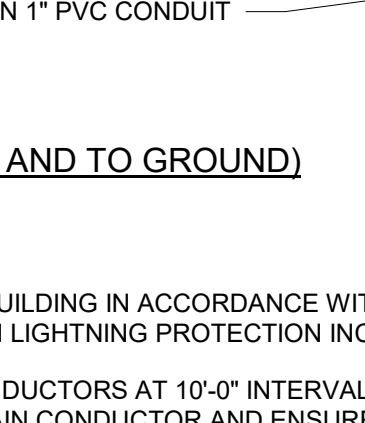 N 1" PVC CONDUIT
AND TO GROUND)
UILDING IN ACCORDANCE WIT
LIGHTNING PROTECTION INC
DUCTORS AT 10'-0" INTERVAL
AIN CONDUCTOR AND ENSURE